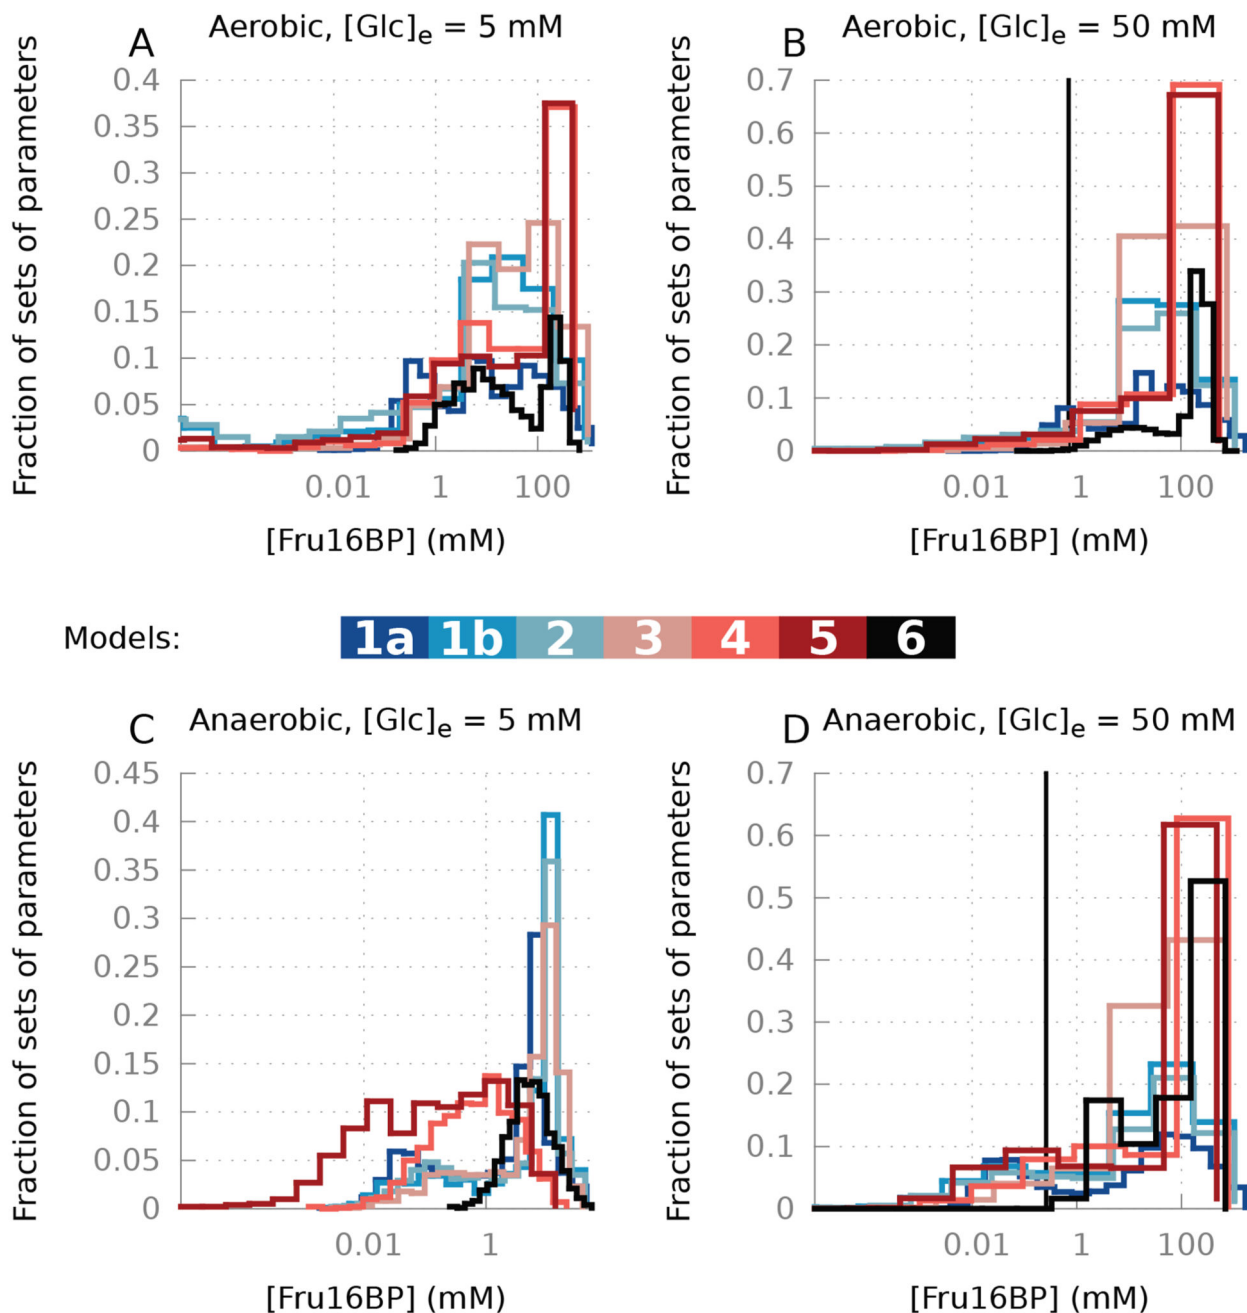 A Aerobic, [Glc]e = 5 mM
Fraction of sets of parameters
0.4
0.35
0.3
0.25
0.2
0.15
0.1
0.05
0
0.01 1 100
[Fru16BP] (mM)
B Aerobic, [Glc]e = 50 mM
Fraction of sets of parameters
0.7
0.6
0.5
0.4
0.3
0.2
0.1
0
0.01 1 100
[Fru16BP] (mM)
Models: 1a 1b 2 3 4 5 6
C Anaerobic, [Glc]e = 5 mM
Fraction of sets of parameters
0.45
0.4
0.35
0.3
0.25
0.2
0.15
0.1
0.05
0
0.01 1
[Fru16BP] (mM)
D Anaerobic, [Glc]e = 50 mM
Fraction of sets of parameters
0.7
0.6
0.5
0.4
0.3
0.2
0.1
0
0.01 1 100
[Fru16BP] (mM)